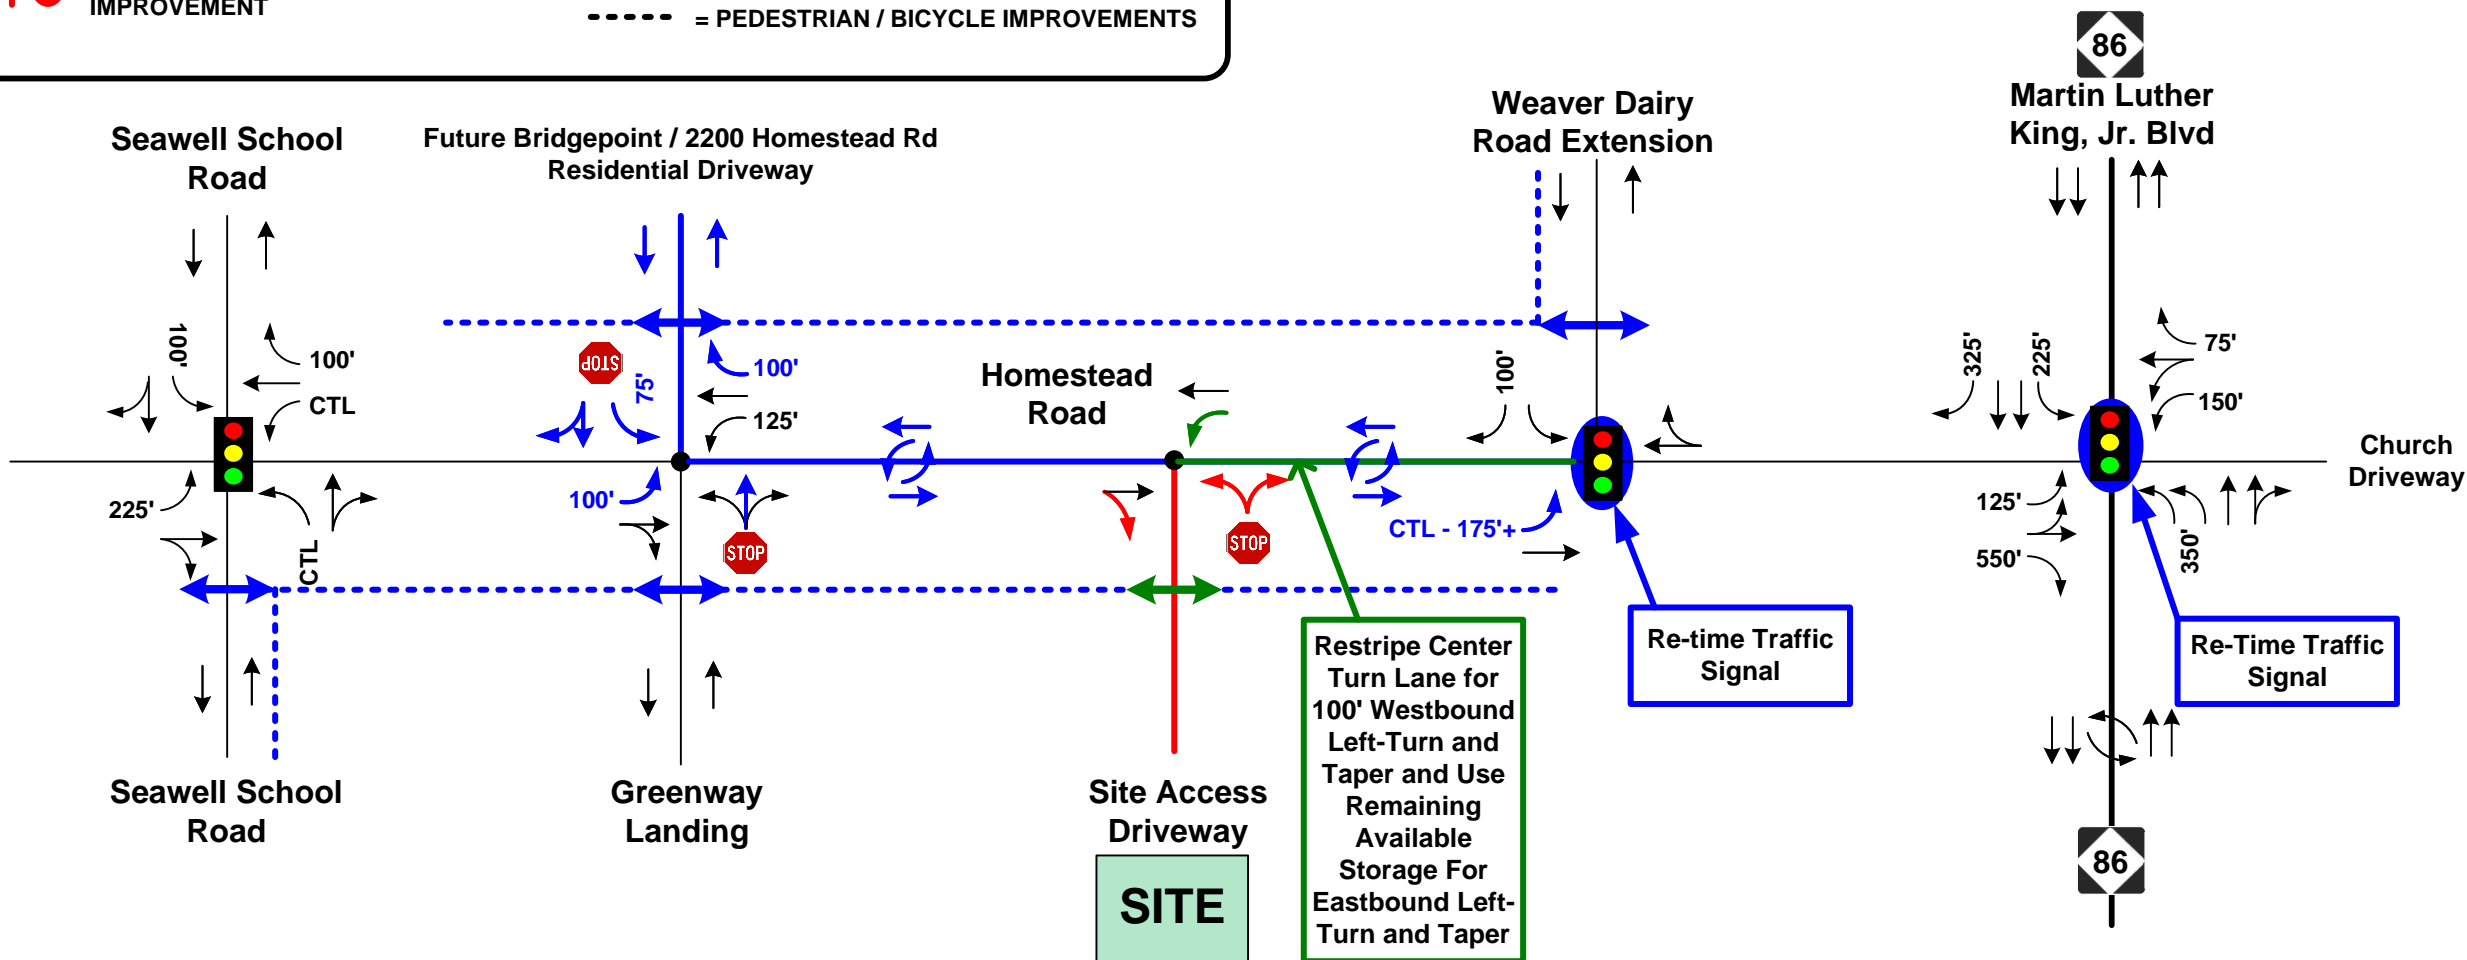 IMPROVEMENT
= PEDESTRIAN / BICYCLE IMPROVEMENTS
86
Martin Luther
King, Jr. Blvd
Weaver Dairy
Road Extension
Seawell School
Road
Future Bridgepoint / 2200 Homestead Rd
Residential Driveway
100'
100'
CTL
225'
CTL
STOP
75'
100'
125'
100'
STOP
Homestead
Road
STOP
100'
CTL - 175'+
325'
225'
75'
150'
125'
550'
350'
Church
Driveway
Re-time Traffic
Signal
Re-Time Traffic
Signal
Restripe Center
Turn Lane for
100' Westbound
Left-Turn and
Taper and Use
Remaining
Available
Storage For
Eastbound Left-
Turn and Taper
Seawell School
Road
Greenway
Landing
Site Access
Driveway
SITE
86